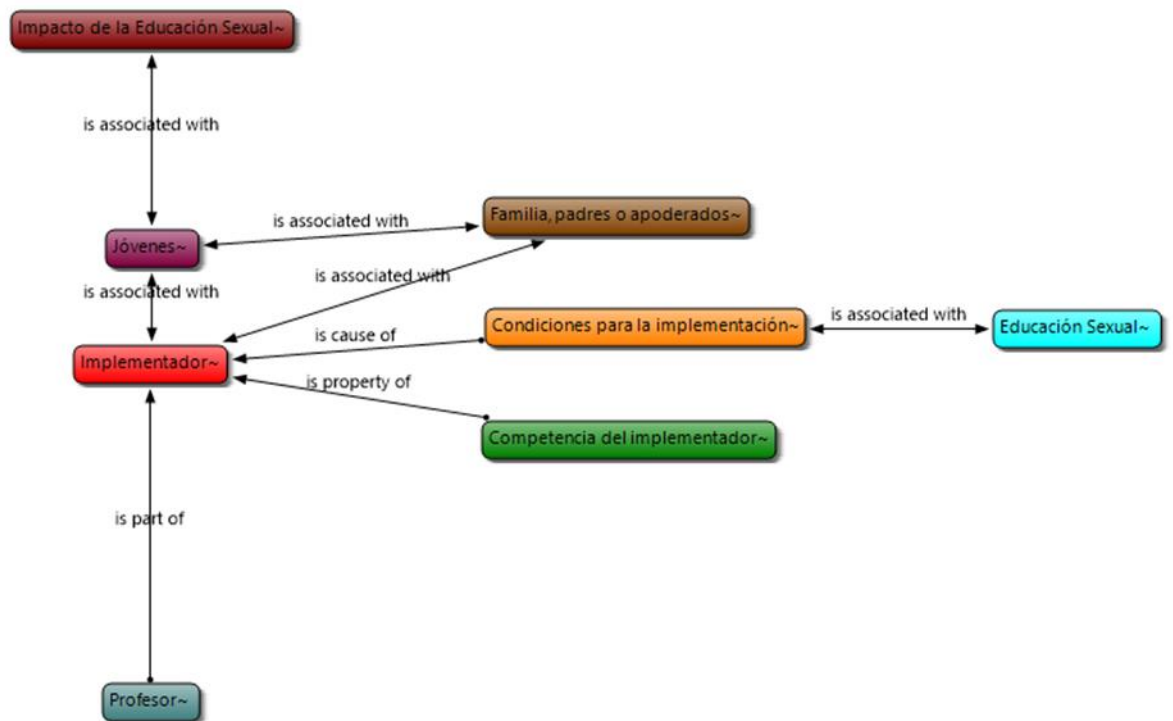 Impacto de la Educación Sexual~
is associated with
Jóvenes~
is associated with
Familia, padres o apoderados~
is associated with
is associated with
Condiciones para la implementación~
is associated with
Educación Sexual~
is cause of
Implementador~
is property of
Competencia del implementador~
is part of
Profesor~